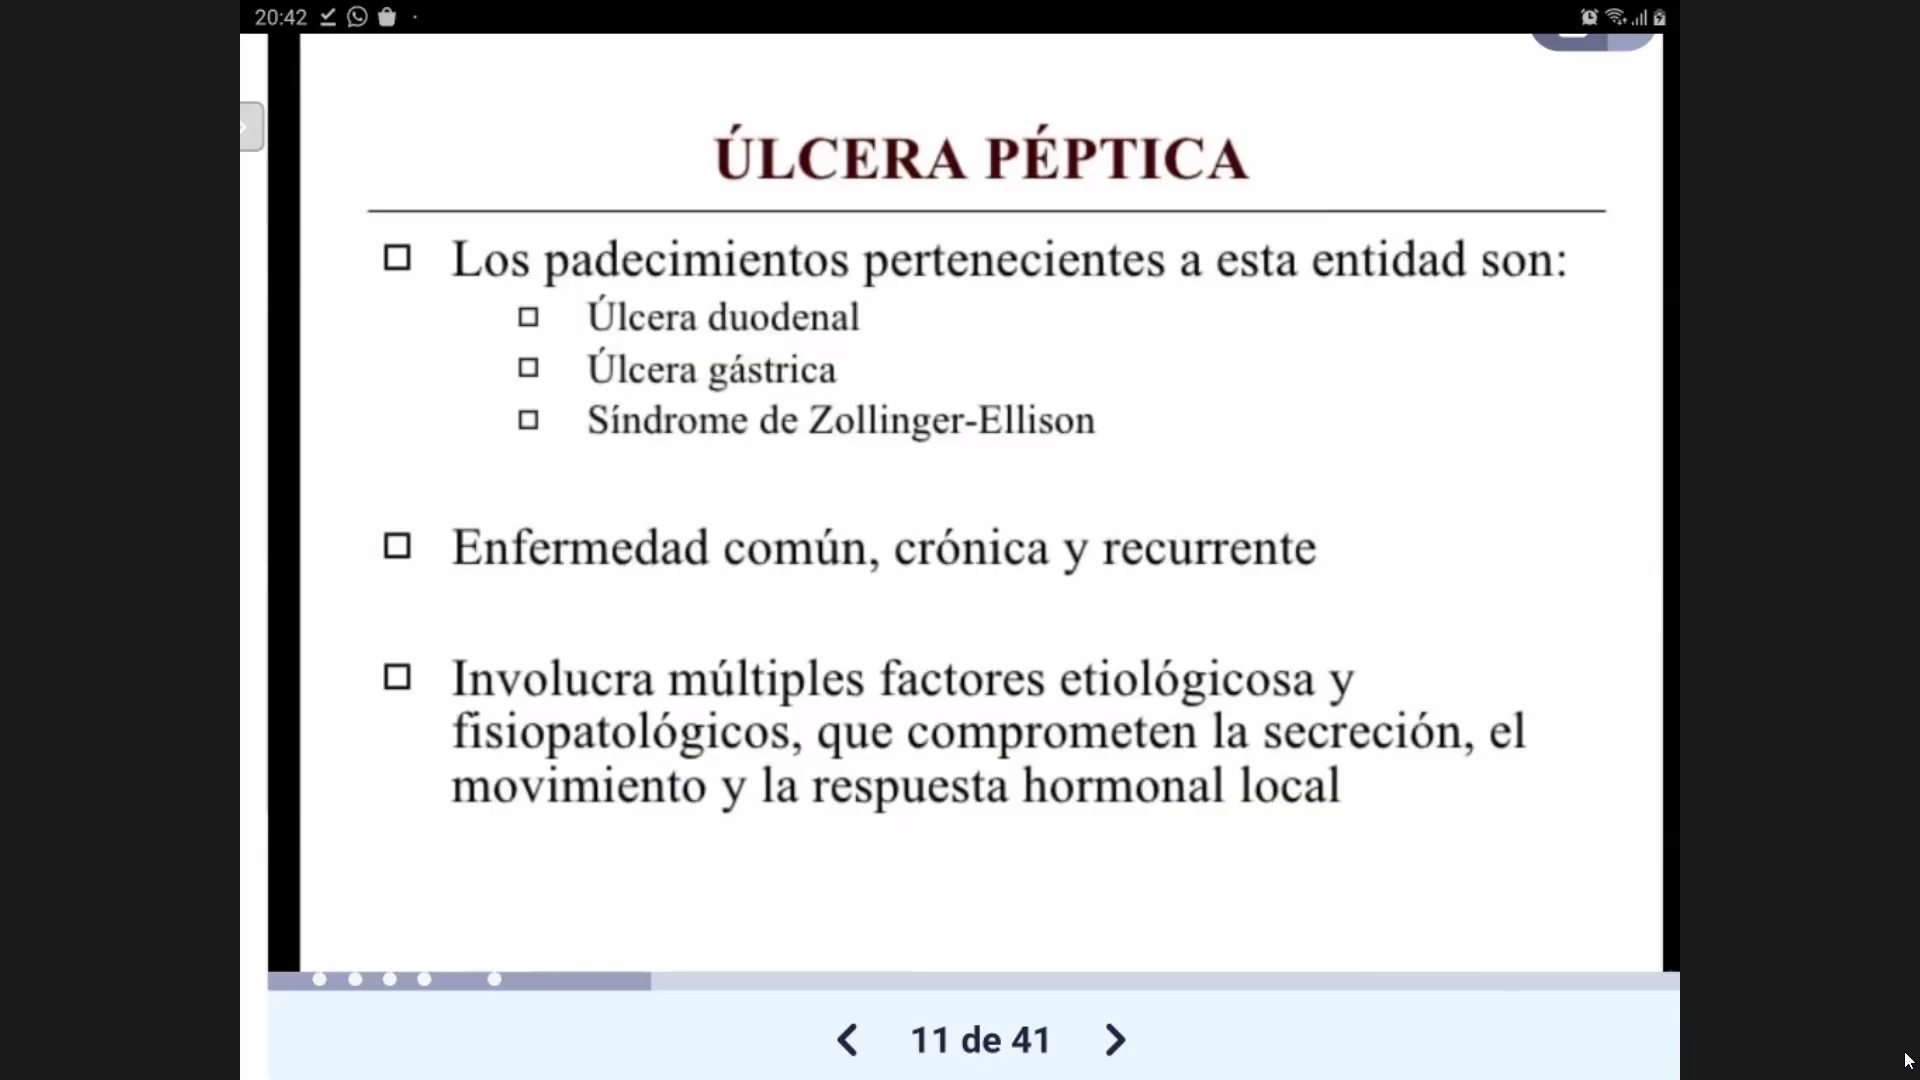 20:42
ÚLCERA PÉPTICA
Los padecimientos pertenecientes a esta entidad son:
Úlcera duodenal
Úlcera gástrica
Síndrome de Zollinger-Ellison
Enfermedad común, crónica y recurrente
Involucra múltiples factores etiológicosa y
fisiopatológicos, que comprometen la secreción, el
movimiento y la respuesta hormonal local
11 de 41